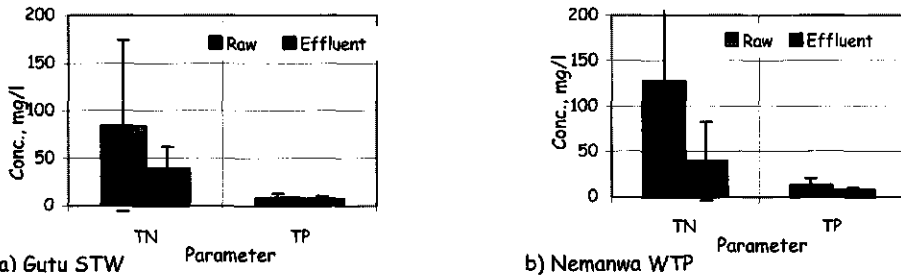 200
150
100
50
0
Conc., mg/l
Raw Effluent
TN TP
Parameter
a) Gutu STW
200
150
100
50
0
Conc., mg/l
Raw Effluent
TN TP
Parameter
b) Nemanwa WTP